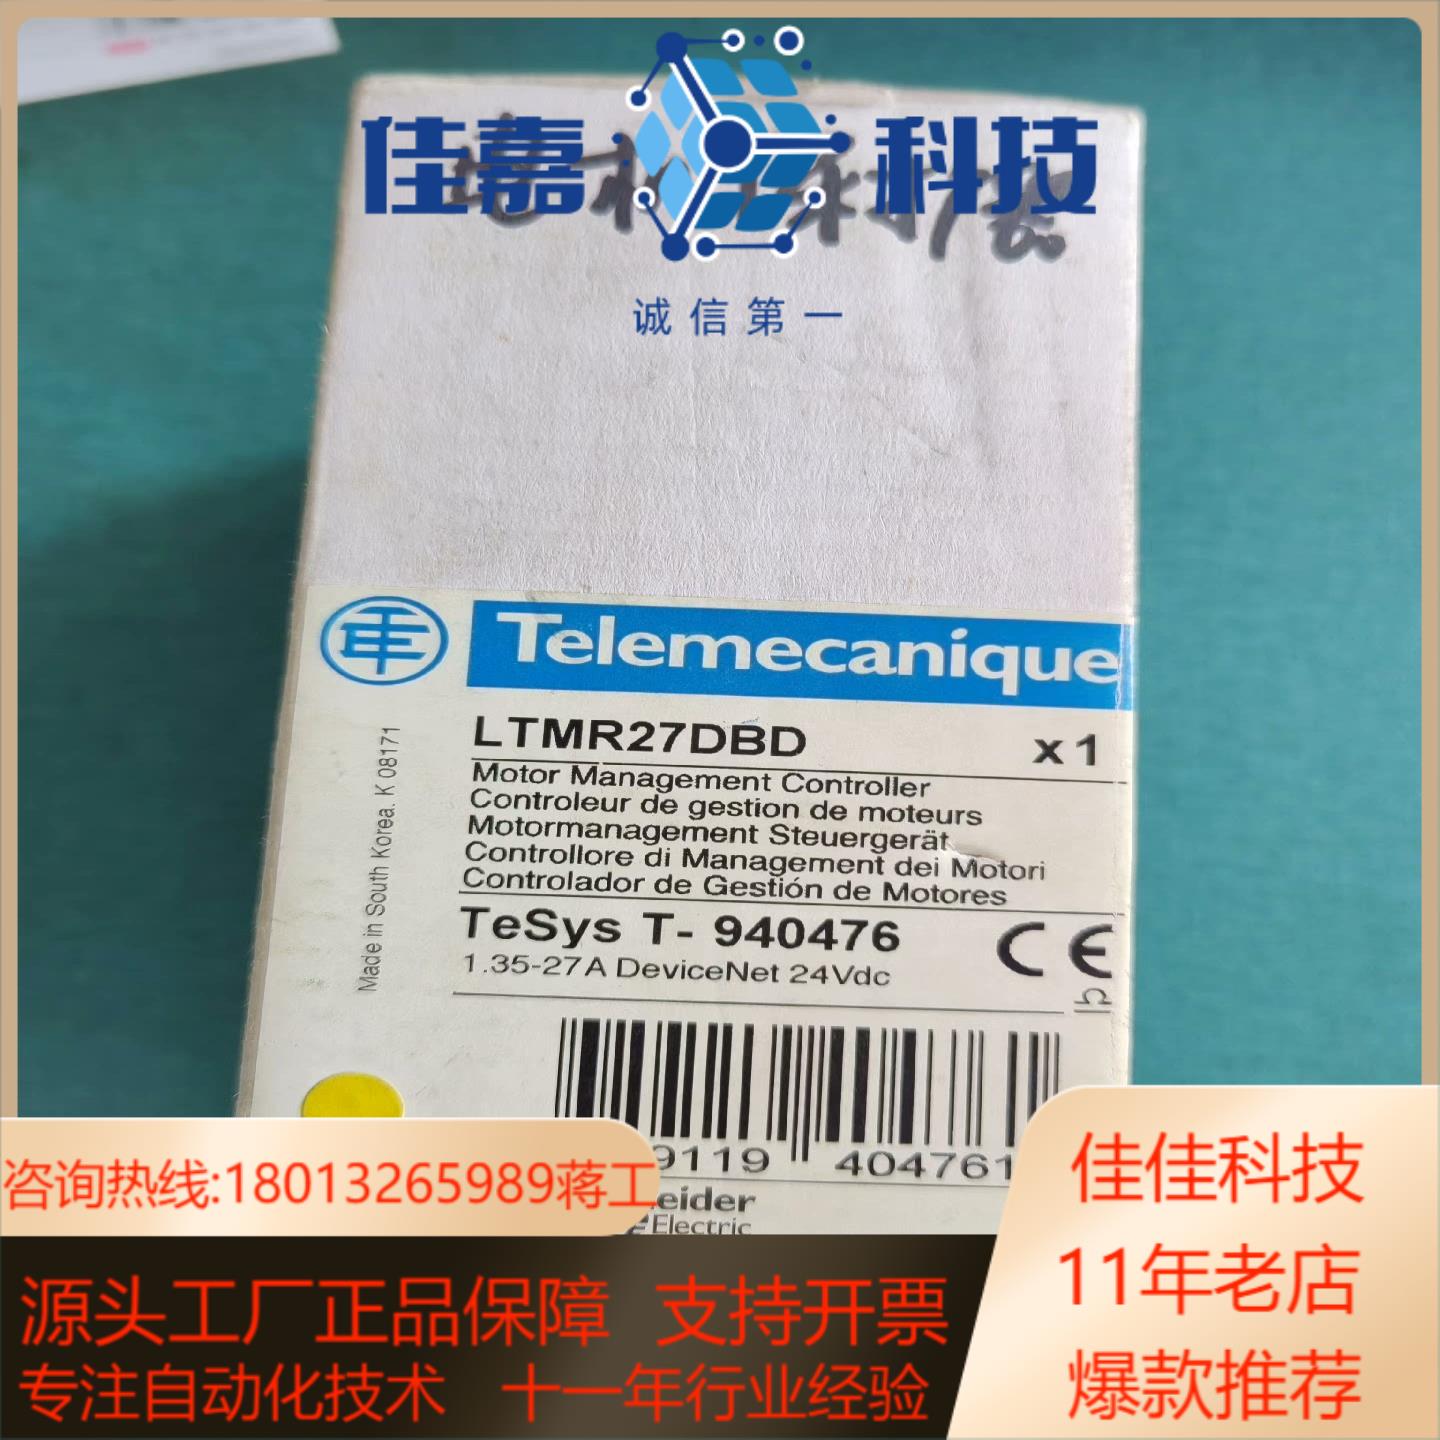 佳嘉 科技
诚信第一
Telemecanique
LTMR27DBD x1
Motor Management Controller
Controleur de gestion de moteurs
Motormanagement Steuergerät
Controllore di Management dei Motori
Controlador de Gestión de Motores
TeSys T- 940476
1.35-27A DeviceNet 24Vdc
CE
Made in South Korea. K 08171
9119 404761
eider
Electric
咨询热线:18013265989蒋工
佳佳科技
11年老店
爆款推荐
源头工厂正品保障 支持开票
专注自动化技术 十一年行业经验